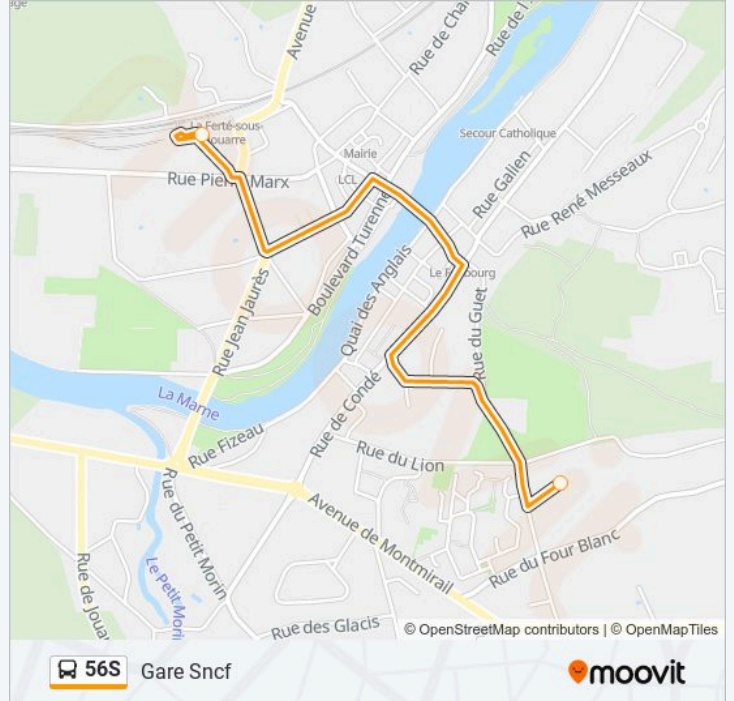 age
Avenue
Rue de Cha
Rue de l
La Ferté-sous-
Jouarre
Mairie
Secour Catholique
Rue Pierre Marx
LCL
Rue Galien
Rue René Messeaux
Boulevard Turenne
Quai des Anglais
Le Faubourg
Rue Jean Jaurès
Rue du Guet
La Marne
Rue de Condé
Rue Fizeau
Rue du Lion
Rue du Petit Morin
Avenue de Montmirail
Rue du Four Blanc
Rue de Joua
Le Petit Mori
Rue des Glacis
© OpenStreetMap contributors | © OpenMapTiles
56S Gare Sncf
moovit